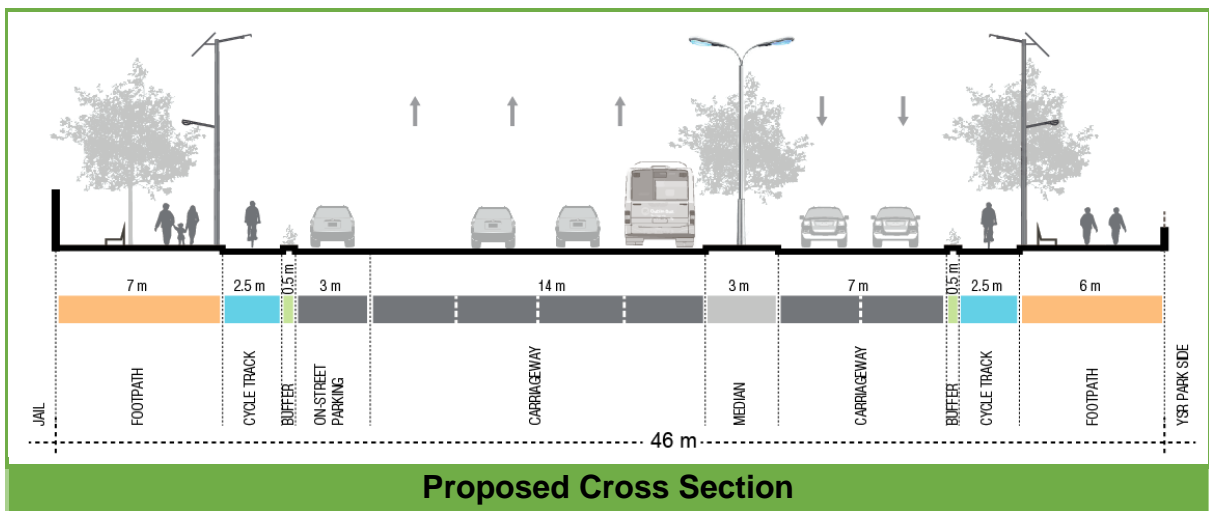 7 m
2.5 m
0.5 m
3 m
14 m
3 m
7 m
0.5 m
2.5 m
6 m
JAIL
FOOTPATH
CYCLE TRACK
BUFFER
ON-STREET
PARKING
CARRIAGEWAY
MEDIAN
CARRIAGEWAY
BUFFER
CYCLE TRACK
FOOTPATH
YSR PARK SIDE
46 m
Proposed Cross Section